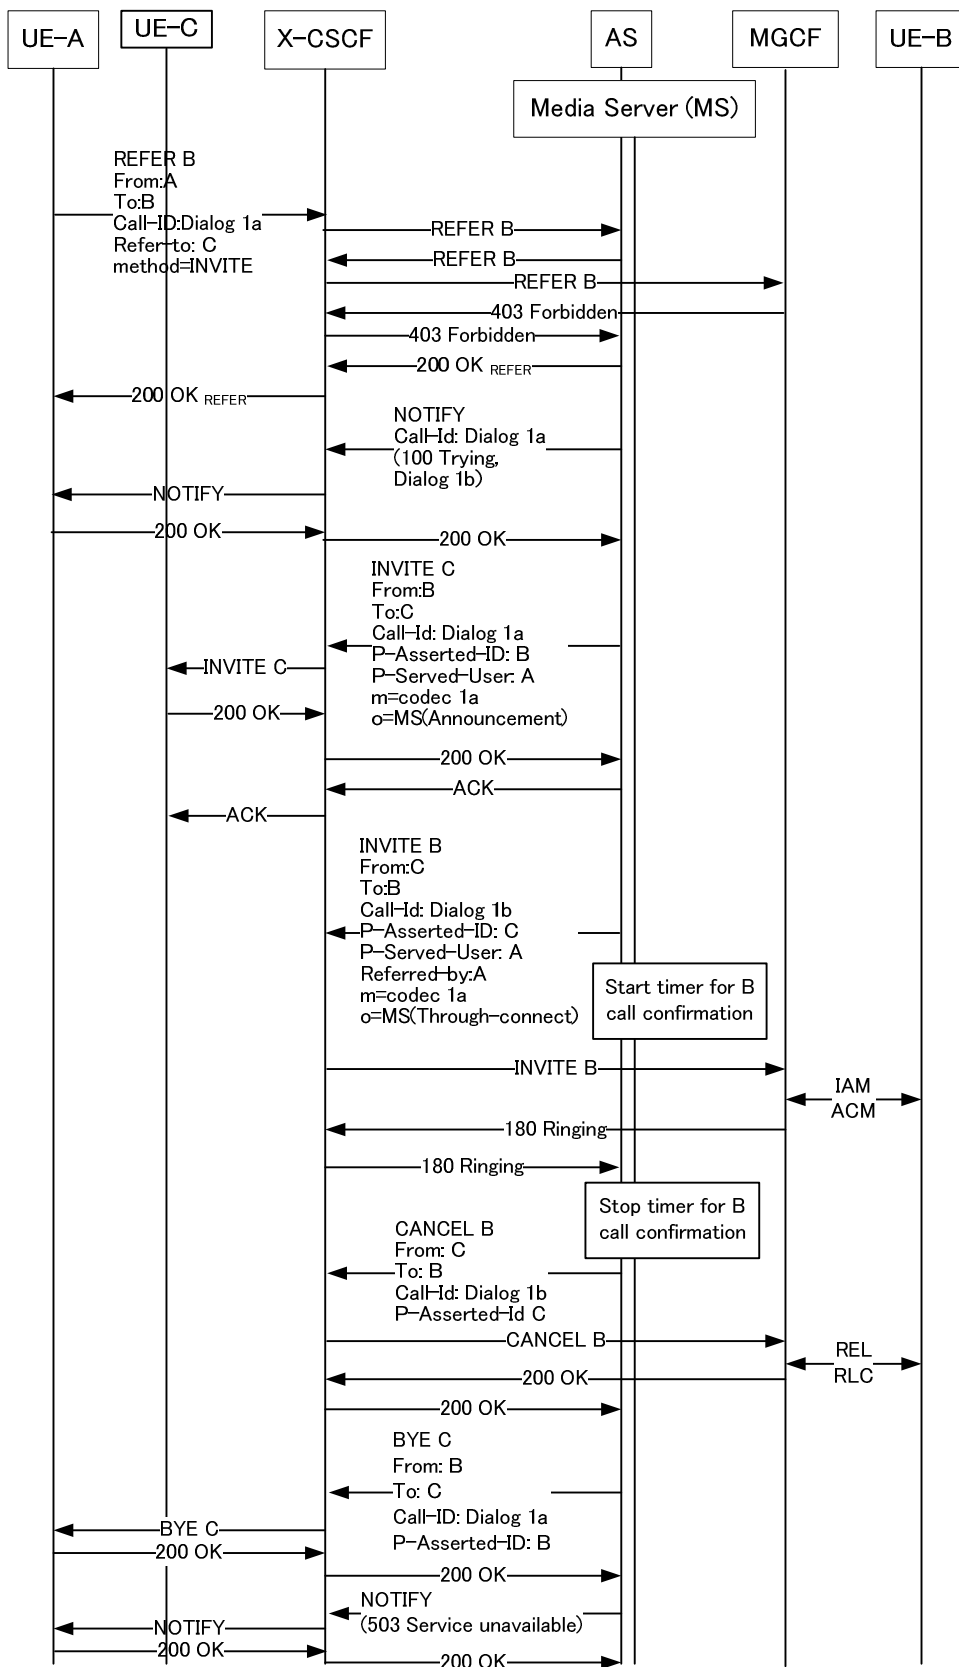 UE-A
UE-C
X-CSCF
AS
MGCF
UE-B
Media Server (MS)
REFER B
From:A
To:B
Call-ID:Dialog 1a
Refer-to: C
method=INVITE
REFER B
REFER B
REFER B
403 Forbidden
403 Forbidden
200 OK REFER
200 OK REFER
NOTIFY
Call-Id: Dialog 1a
(100 Trying,
Dialog 1b)
NOTIFY
200 OK
200 OK
INVITE C
From:B
To:C
Call-Id: Dialog 1a
P-Asserted-ID: B
P-Served-User: A
m=codec 1a
o=MS(Announcement)
INVITE C
200 OK
200 OK
ACK
ACK
INVITE B
From:C
To:B
Call-Id: Dialog 1b
P-Asserted-ID: C
P-Served-User: A
Referred-by:A
m=codec 1a
o=MS(Through-connect)
Start timer for B
call confirmation
INVITE B
IAM
ACM
180 Ringing
180 Ringing
Stop timer for B
call confirmation
CANCEL B
From: C
To: B
Call-Id: Dialog 1b
P-Asserted-Id C
CANCEL B
REL
RLC
200 OK
200 OK
BYE C
From: B
To: C
Call-ID: Dialog 1a
P-Asserted-ID: B
BYE C
200 OK
200 OK
NOTIFY
(503 Service unavailable)
NOTIFY
200 OK
200 OK